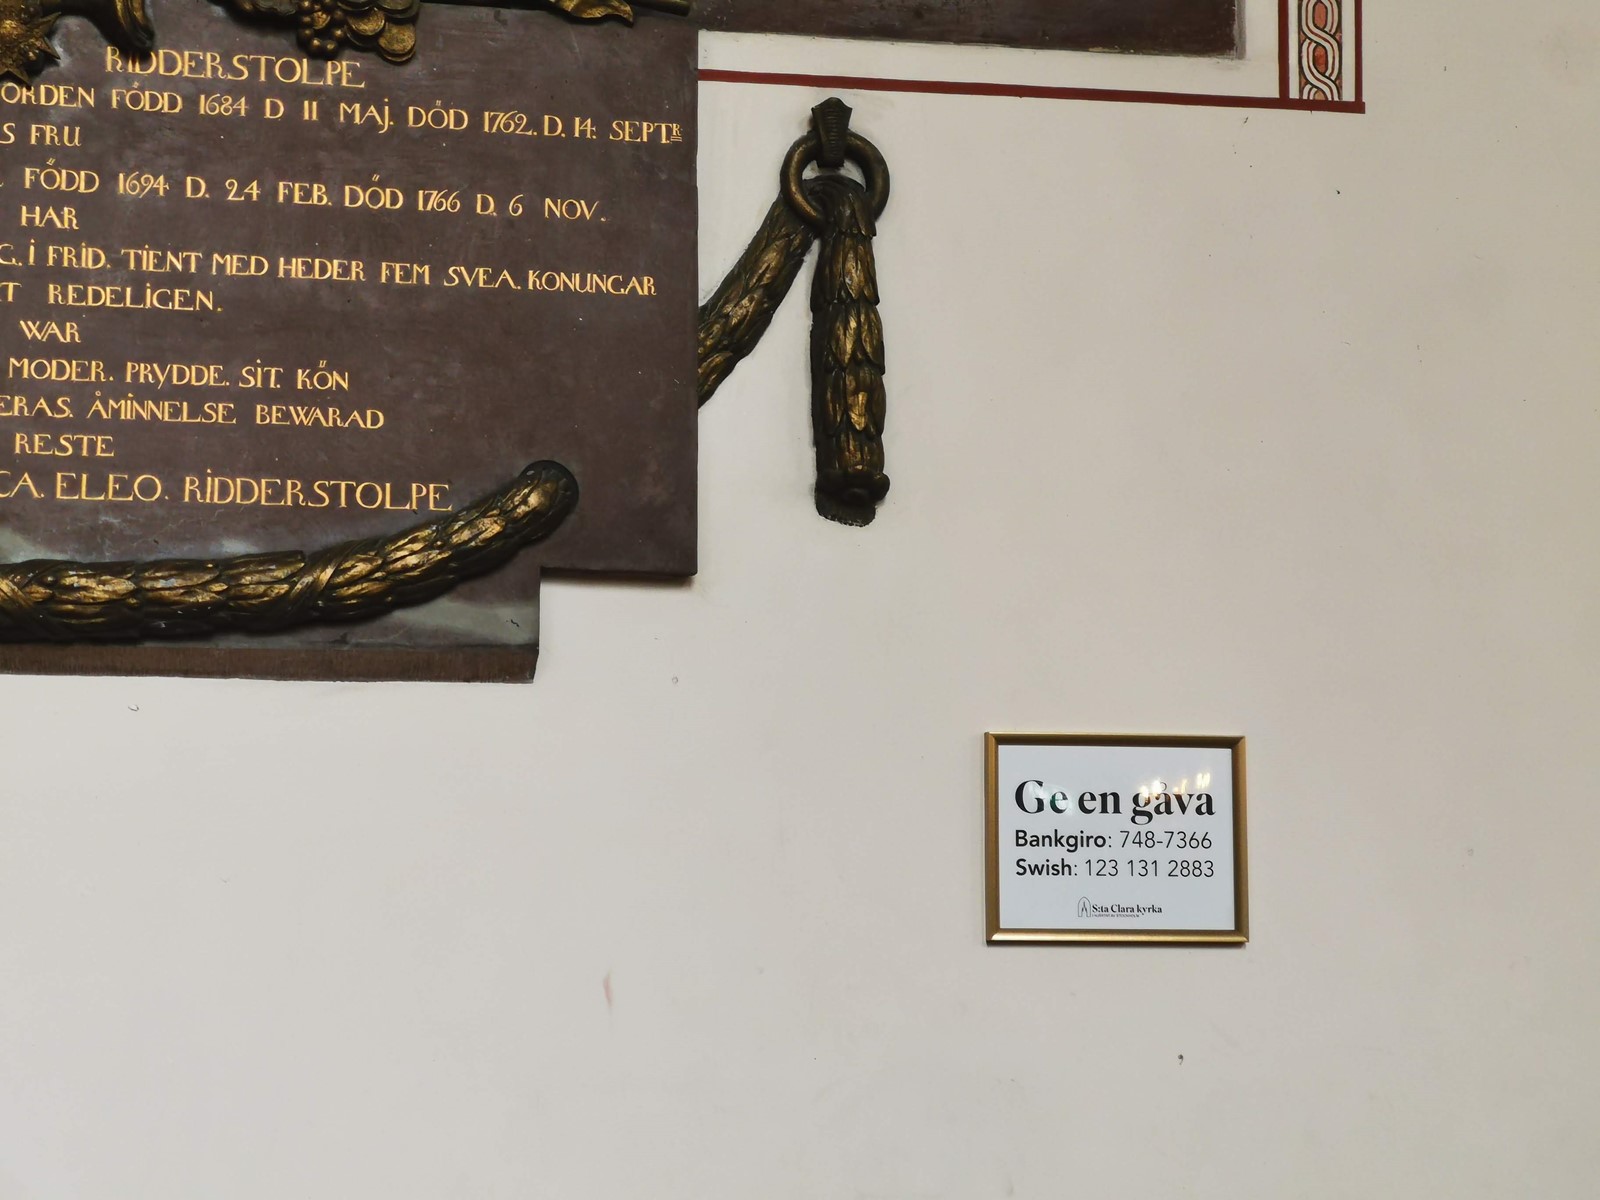 RIDDERSTOLPE
ORDEN FÖDD 1684 D 11 MAJ. DÖD 1762. D. 14: SEPTR
S FRU
FÖDD 1694 D. 24 FEB. DÖD 1766 D. 6 NOV.
HAR
G. I FRID. TIENT MED HEDER FEM SVEA. KONUNGAR
T REDELIGEN.
WAR
MODER. PRYDDE. SIT. KÖN
ERAS. ÅMINNELSE BEWARAD
RESTE
CA. ELEO. RIDDERSTOLPE
Ge en gåva
Bankgiro: 748-7366
Swish: 123 131 2883
S:ta Clara kyrka